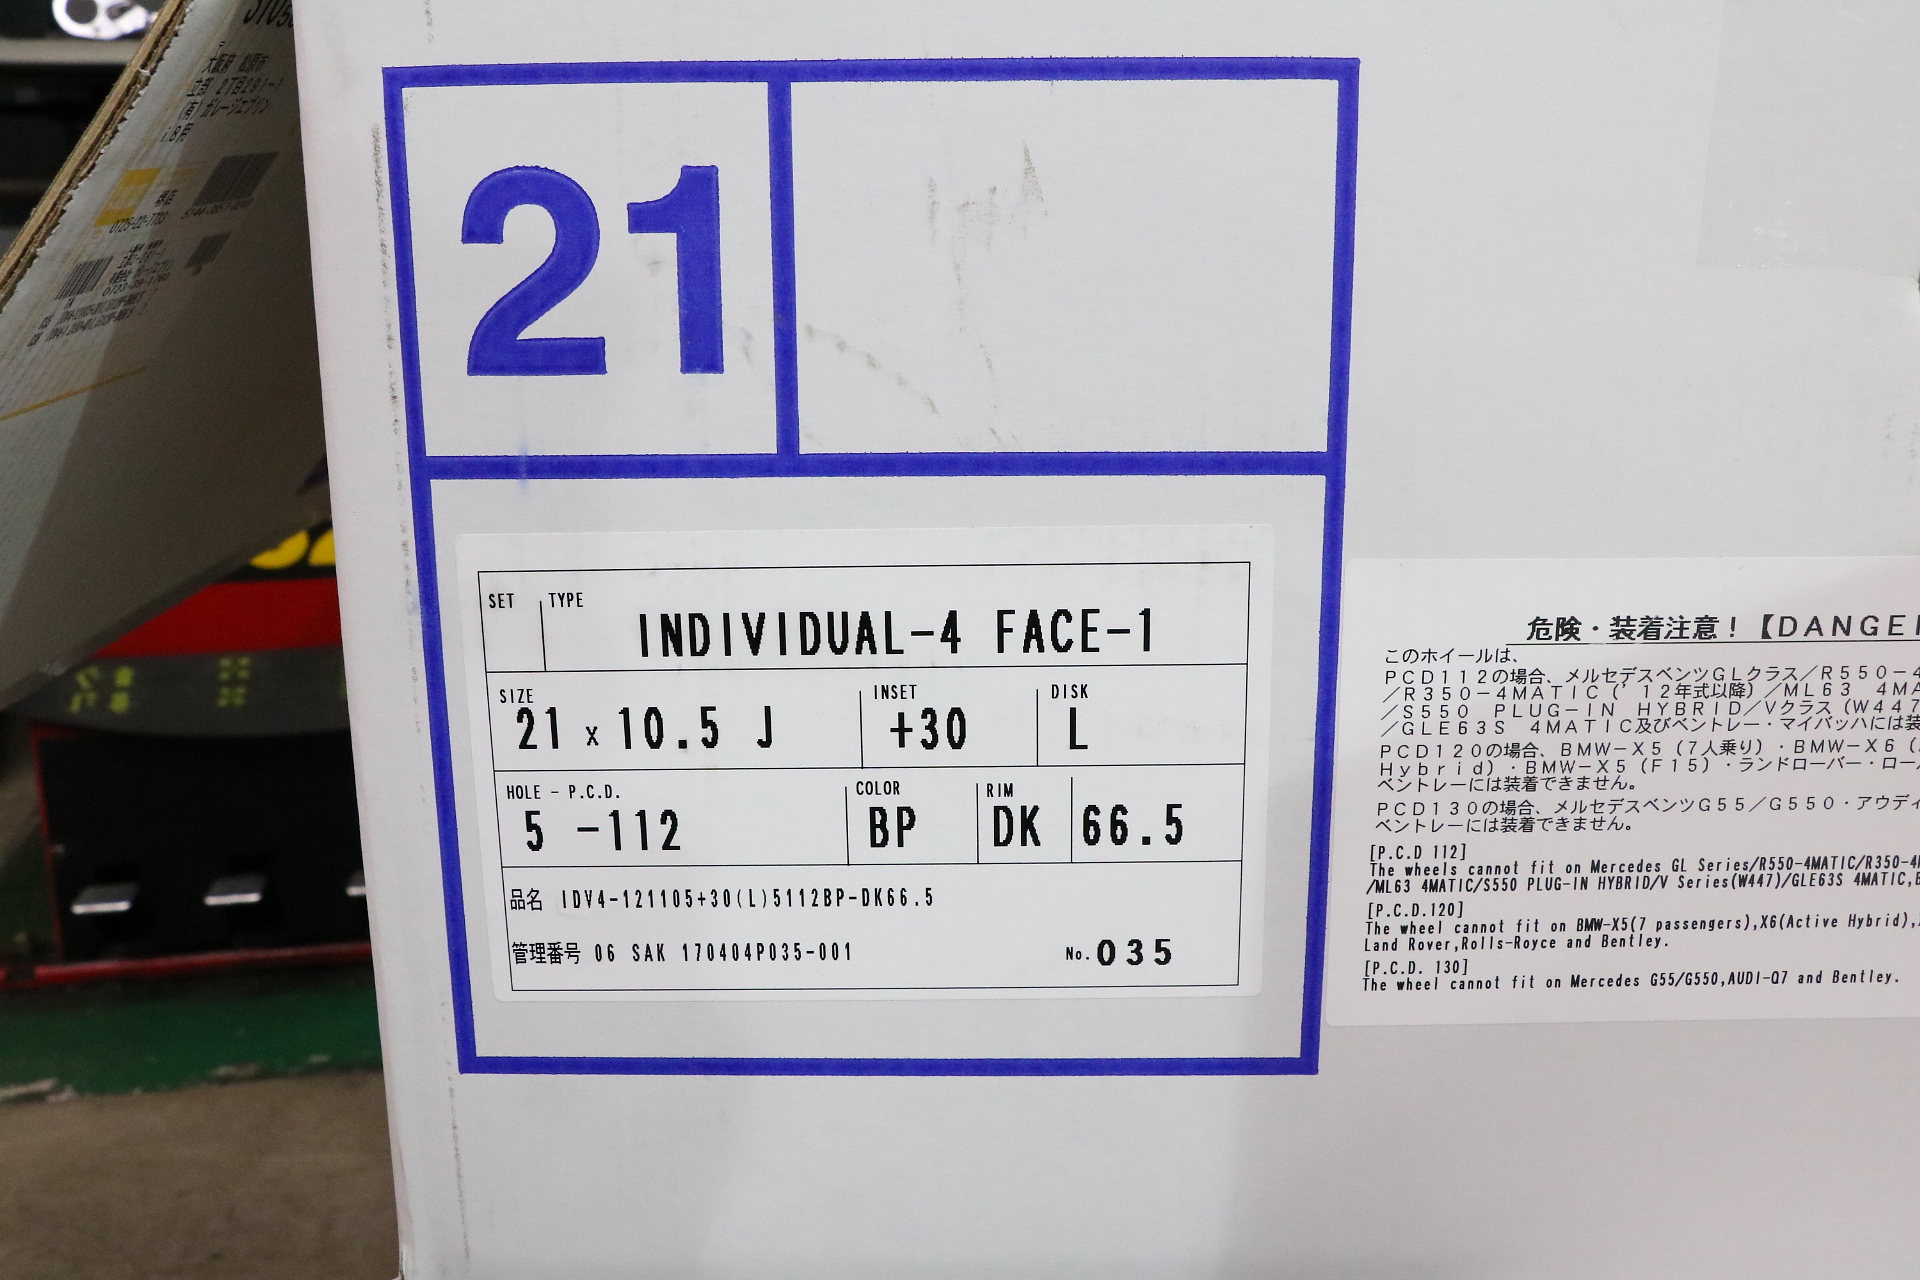 大阪府 松原市
21
SET TYPE
INDIVIDUAL-4 FACE-1
SIZE INSET DISK
21 x 10.5 J +30 L
HOLE - P.C.D. COLOR RIM
5 -112 BP DK 66.5
品名 IDV4-121105+30(L)5112BP-DK66.5
管理番号 06 SAK 170404P035-001 No. 035
危険・装着注意！【DANGE
このホイールは、
PCD112の場合、メルセデスベンツGLクラス／R550-4
／R350-4MATIC（'12年式以降）／ML63 4MA
／S550 PLUG-IN HYBRID／Vクラス（W447
／GLE63S 4MATIC及びベントレー・マイバッハには装
PCD120の場合、BMW-X5（7人乗り）・BMW-X6（
Hybrid）・BMW-X5（F15）・ランドローバー・ロー
ベントレーには装着できません。
PCD130の場合、メルセデスベンツG55／G550・アウディ
ベントレーには装着できません。
[P.C.D 112]
The wheels cannot fit on Mercedes GL Series/R550-4MATIC/R350-4
/ML63 4MATIC/S550 PLUG-IN HYBRID/V Series(W447)/GLE63S 4MATIC,
[P.C.D.120]
The wheel cannot fit on BMW-X5(7 passengers),X6(Active Hybrid),
Land Rover,Rolls-Royce and Bentley.
[P.C.D. 130]
The wheel cannot fit on Mercedes G55/G550,AUDI-Q7 and Bentley.